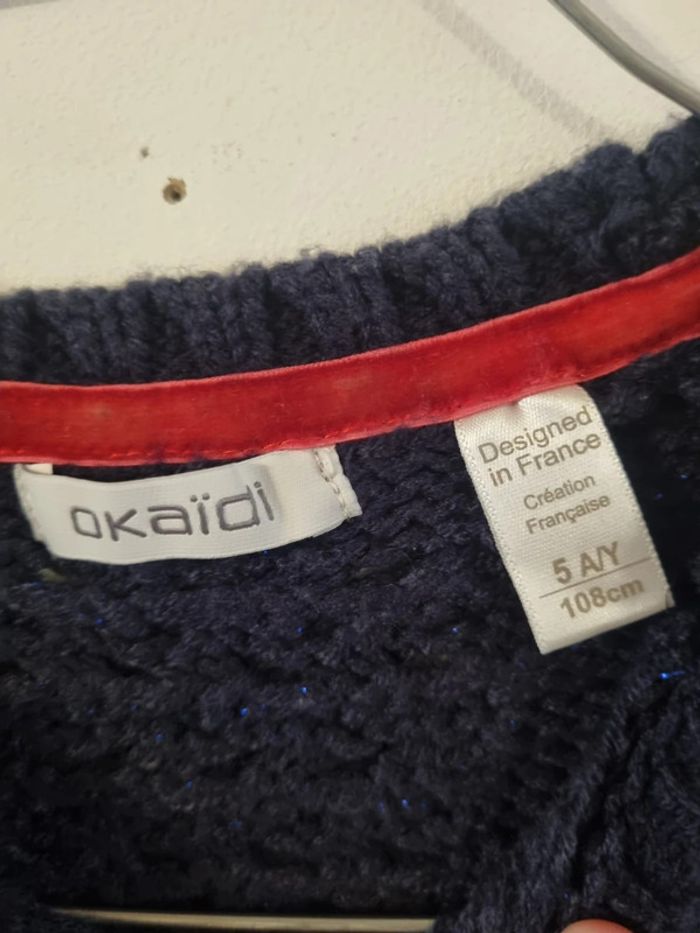 okaïdi
Designed
in France
Création
Française
5 A/Y
108cm